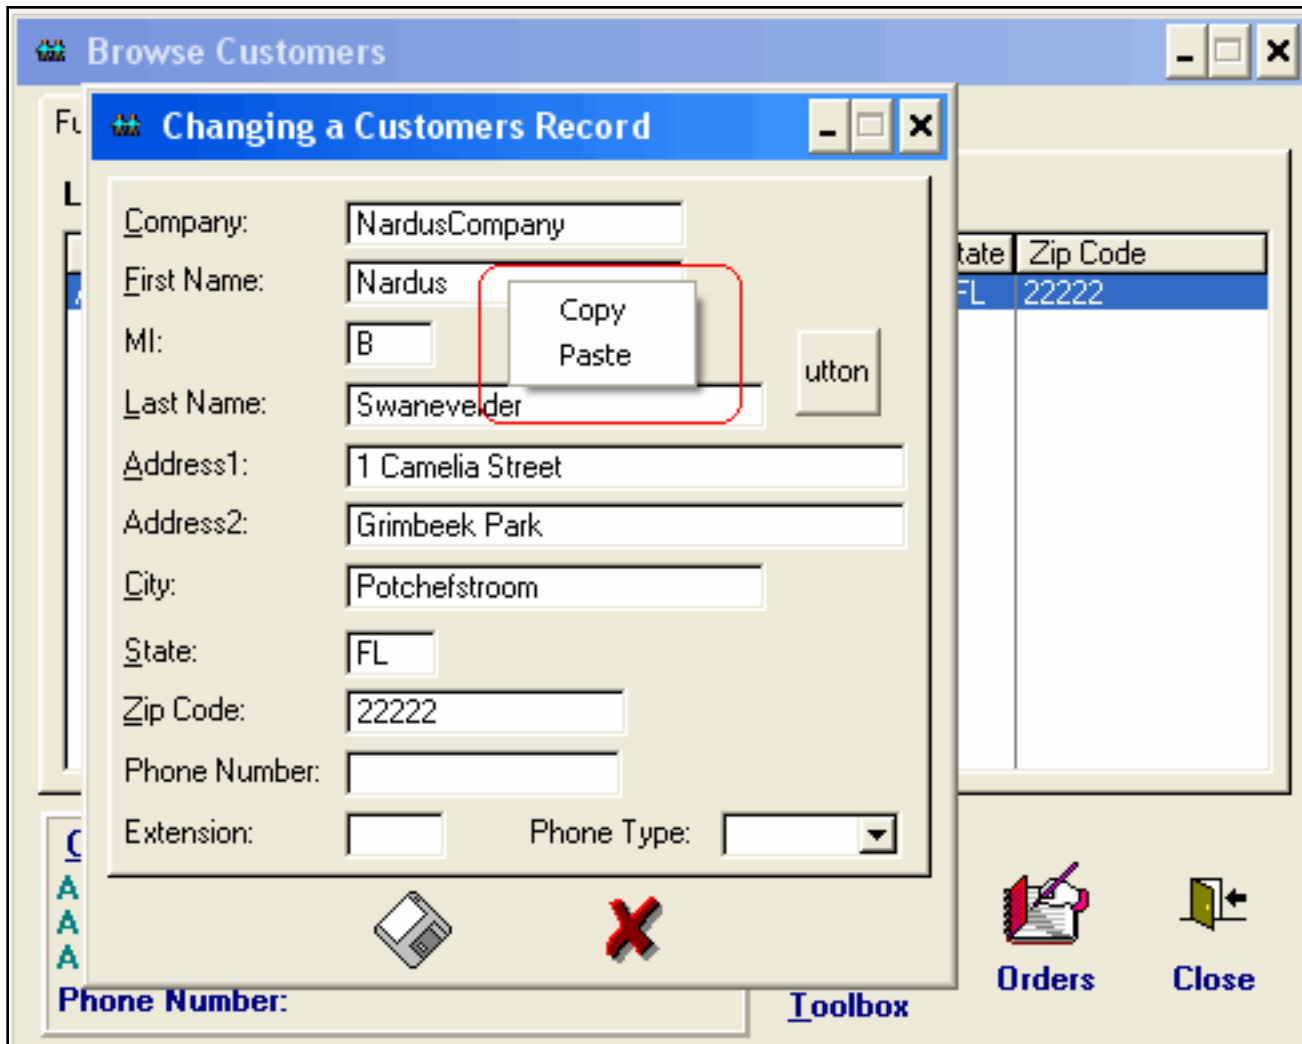 Browse Customers
Fu
Changing a Customers Record
L
Company: NardusCompany
tate Zip Code
First Name: Nardus
FL 22222
Copy
MI: B
Paste
utton
Last Name: Swanevelder
Address1: 1 Camelia Street
Address2: Grimbeek Park
City: Potchefstroom
State: FL
Zip Code: 22222
Phone Number:
Extension: Phone Type:
A
A
A
Orders Close
Phone Number:
Toolbox